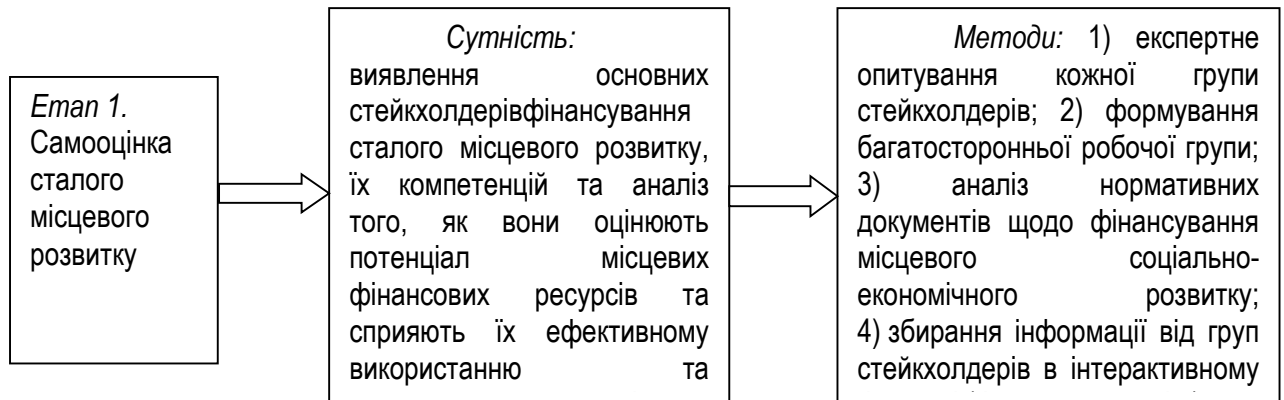 Етап 1.
Самооцінка
сталого
місцевого
розвитку
Сутність:
виявлення основних
стейкхолдерівфінансування
сталого місцевого розвитку,
їх компетенцій та аналіз
того, як вони оцінюють
потенціал місцевих
фінансових ресурсів та
сприяють їх ефективному
використанню та
Методи: 1) експертне
опитування кожної групи
стейкхолдерів; 2) формування
багатосторонньої робочої групи;
3) аналіз нормативних
документів щодо фінансування
місцевого соціально-
економічного розвитку;
4) збирання інформації від груп
стейкхолдерів в інтерактивному